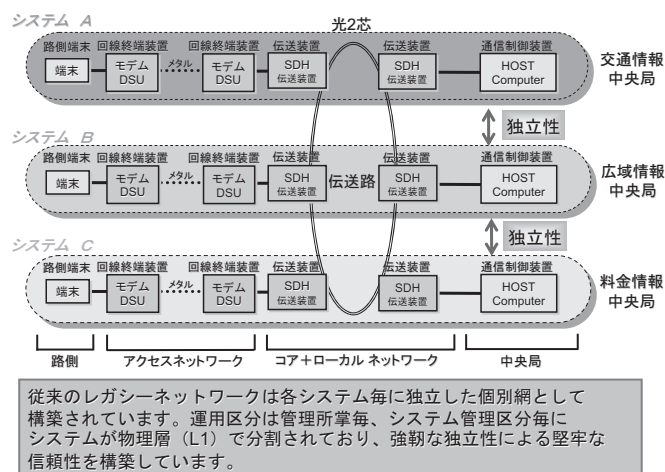 システム A
光2芯
路側端末 回線終端装置 回線終端装置 伝送装置 伝送装置 通信制御装置
端末 モデム DSU メタル モデム DSU SDH 伝送装置 SDH 伝送装置 HOST Computer
交通情報
中央局
独立性
システム B
路側端末 回線終端装置 回線終端装置 伝送装置 伝送装置 通信制御装置
端末 モデム DSU メタル モデム DSU SDH 伝送装置 伝送路 SDH 伝送装置 HOST Computer
広域情報
中央局
独立性
システム C
路側端末 回線終端装置 回線終端装置 伝送装置 伝送装置 通信制御装置
端末 モデム DSU メタル モデム DSU SDH 伝送装置 SDH 伝送装置 HOST Computer
料金情報
中央局
路側 アクセスネットワーク コア+ローカル ネットワーク 中央局
従来のレガシーネットワークは各システム毎に独立した個別網として
構築されています。運用区分は管理所掌毎、システム管理区分毎に
システムが物理層(L1)で分割されており、強靭な独立性による堅牢な
信頼性を構築しています。